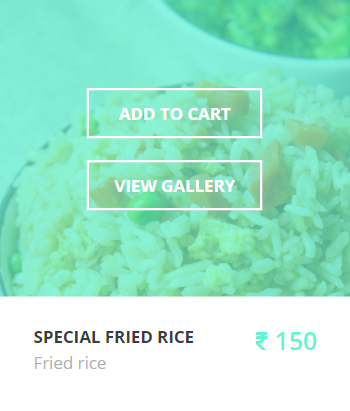 ADD TO CART
VIEW GALLERY
SPECIAL FRIED RICE
₹ 150
Fried rice